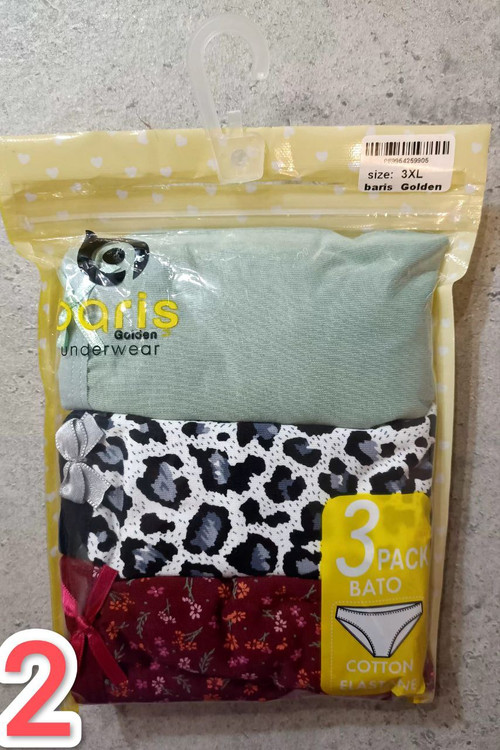 size: 3XL
baris Golden
baris
Golden
underwear
3 PACK
BATO
COTTON
2